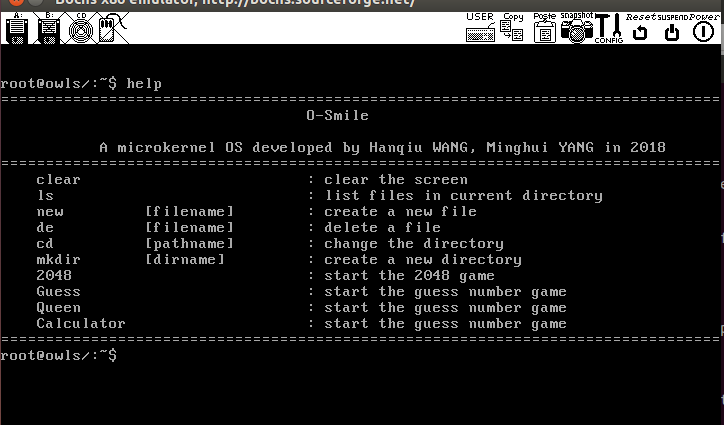 Bochs x86 emulator, http://bochs.sourceforge.net/
A: B: CD USER Copy Paste snapshot CONFIG Reset SUSPEND Power
root@owls/:~$ help
================================================================================
O-Smile
A microkernel OS developed by Hanqiu WANG, Minghui YANG in 2018
================================================================================
clear : clear the screen
ls : list files in current directory
new [filename] : create a new file
de [filename] : delete a file
cd [pathname] : change the directory
mkdir [dirname] : create a new directory
2048 : start the 2048 game
Guess : start the guess number game
Queen : start the guess number game
Calculator : start the guess number game
================================================================================
root@owls/:~$